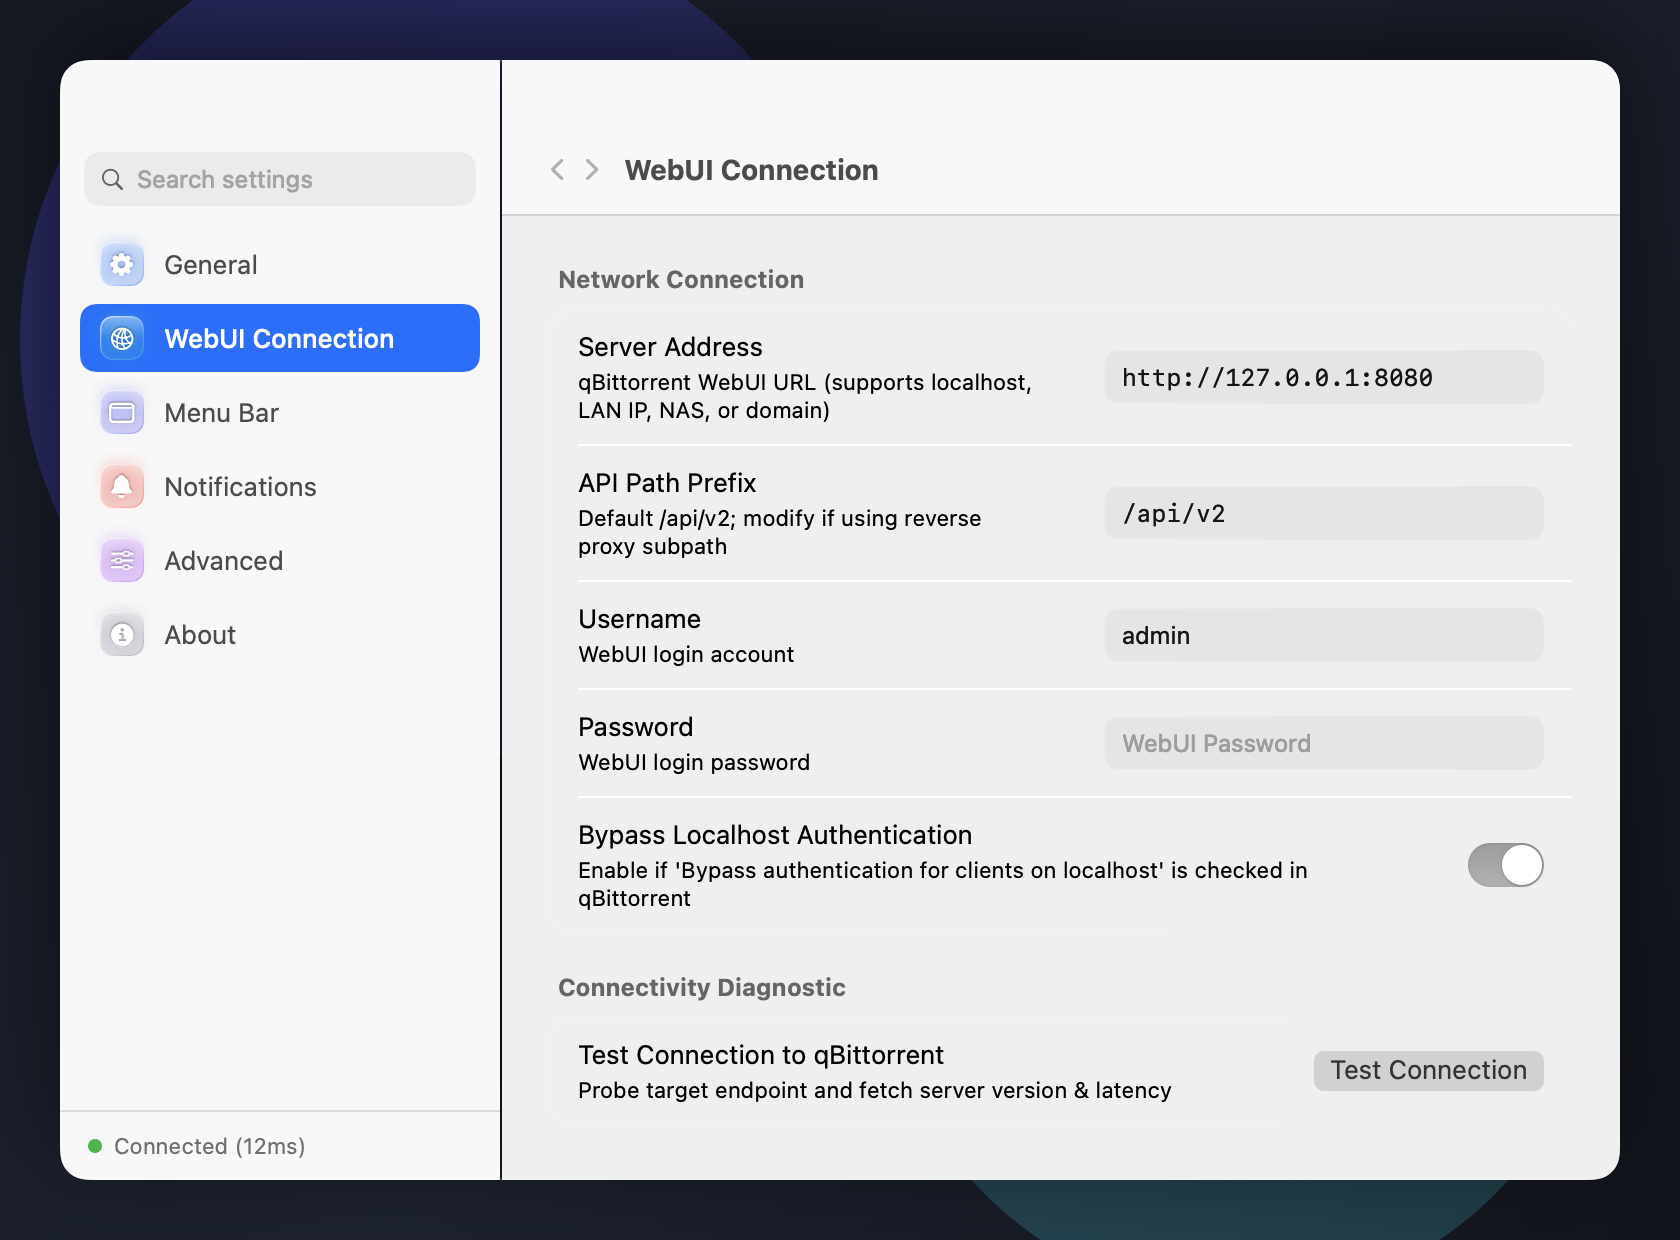 Search settings
General
WebUI Connection
Menu Bar
Notifications
Advanced
About
Connected (12ms)
WebUI Connection
Network Connection
Server Address
qBittorrent WebUI URL (supports localhost,
LAN IP, NAS, or domain)
http://127.0.0.1:8080
API Path Prefix
Default /api/v2; modify if using reverse
proxy subpath
/api/v2
Username
WebUI login account
admin
Password
WebUI login password
WebUI Password
Bypass Localhost Authentication
Enable if 'Bypass authentication for clients on localhost' is checked in
qBittorrent
Connectivity Diagnostic
Test Connection to qBittorrent
Probe target endpoint and fetch server version & latency
Test Connection